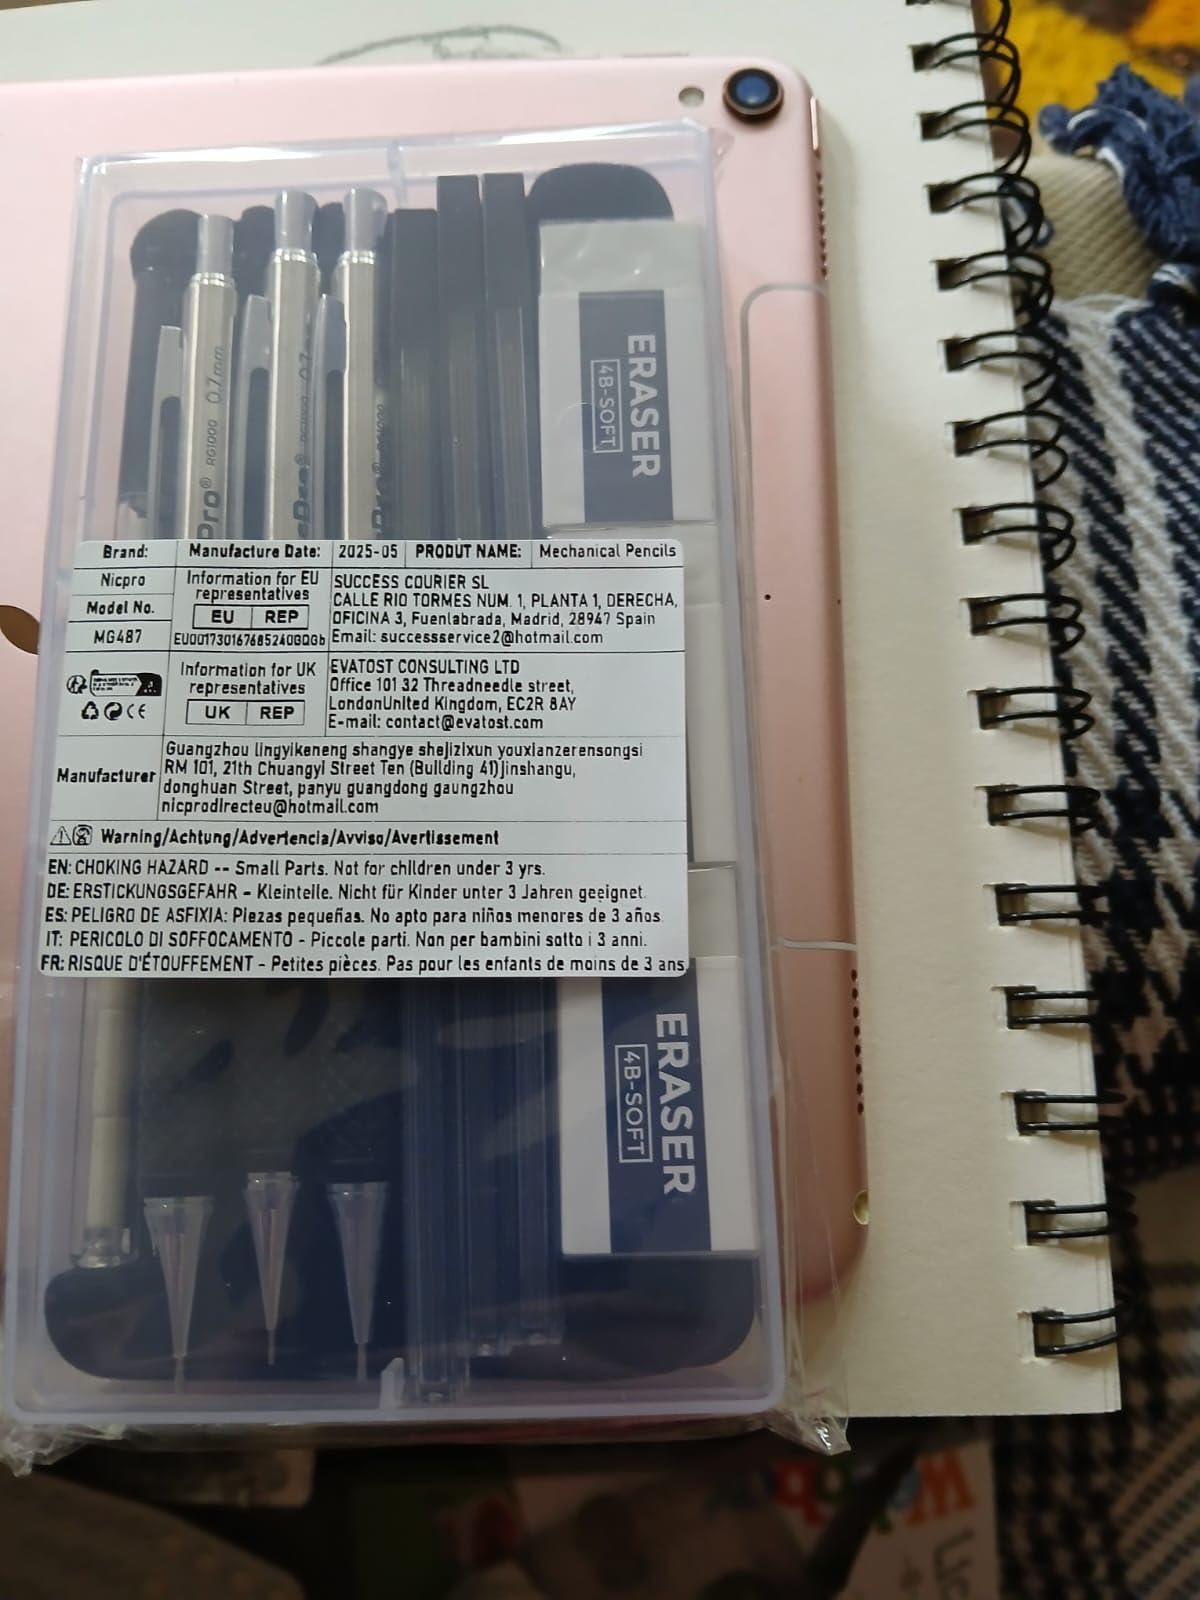 ERASER
4B-SOFT
Pro® RG1000 0.7mm
Pro® 0.7
Pro®
Brand: Manufacture Date: 2025-05 PRODUT NAME: Mechanical Pencils
Nicpro
Model No.
MG487
Information for EU
representatives
EU REP
SUCCESS COURIER SL
CALLE RIO TORMES NUM. 1, PLANTA 1, DERECHA,
OFICINA 3, Fuenlabrada, Madrid, 28947 Spain
Email: successservice2@hotmail.com
Information for UK
representatives
UK REP
EVATOST CONSULTING LTD
Office 101 32 Threadneedle street,
LondonUnited Kingdom, EC2R 8AY
E-mail: contact@evatost.com
CE
Manufacturer
Guangzhou lingyikeneng shangye shejizixun youxianzerensongsi
RM 101, 21th Chuangyi Street Ten (Building 41)jinshangu,
donghuan Street, panyu guangdong gaungzhou
nicprodirecteu@hotmail.com
Warning/Achtung/Advertencia/Avviso/Avertissement
EN: CHOKING HAZARD -- Small Parts. Not for children under 3 yrs.
DE: ERSTICKUNGSGEFAHR - Kleinteile. Nicht für Kinder unter 3 Jahren geeignet.
ES: PELIGRO DE ASFIXIA: Piezas pequeñas. No apto para niños menores de 3 años.
IT: PERICOLO DI SOFFOCAMENTO - Piccole parti. Non per bambini sotto i 3 anni.
FR: RISQUE D'ÉTOUFFEMENT - Petites pièces. Pas pour les enfants de moins de 3 ans
ERASER
4B-SOFT